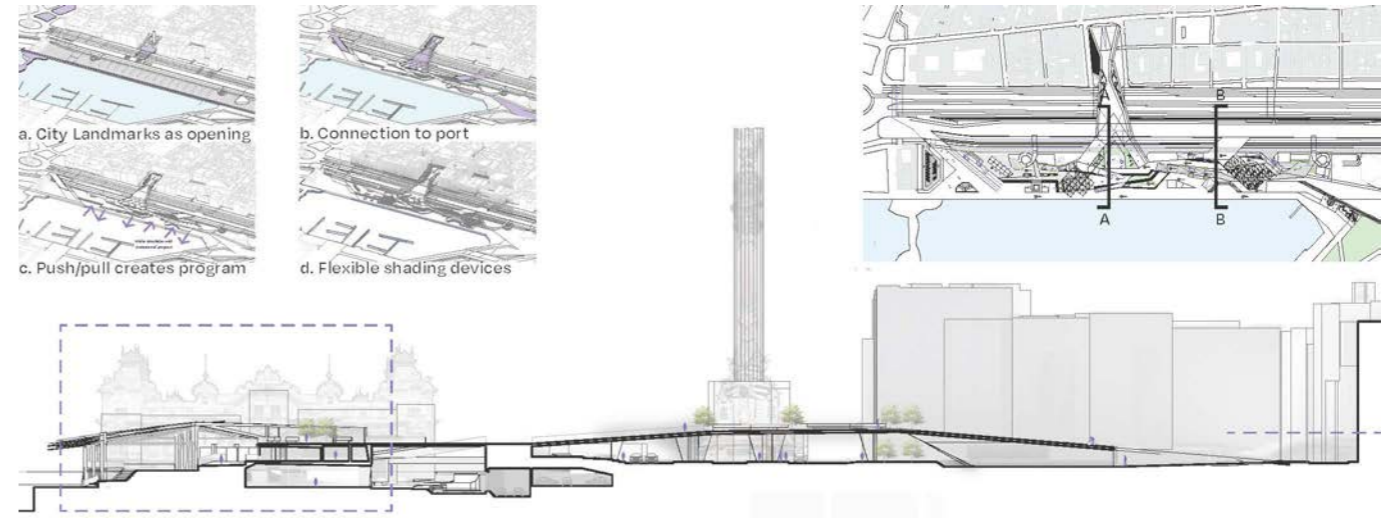 a. City Landmarks as opening
b. Connection to port
c. Push/pull creates program
d. Flexible shading devices
A
B
A
B